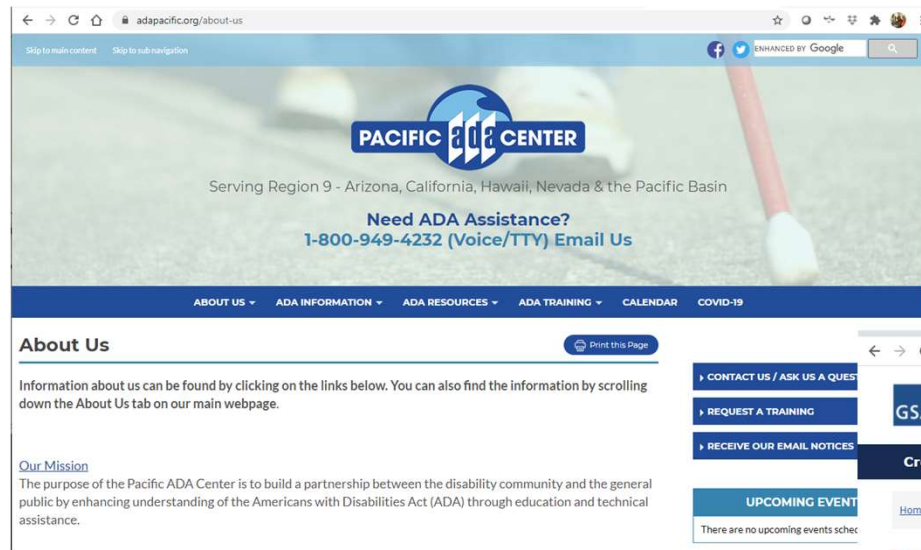 adapacific.org/about-us
Skip to main content Skip to sub navigation
ENHANCED BY Google
PACIFIC ada CENTER
Serving Region 9 - Arizona, California, Hawaii, Nevada & the Pacific Basin
Need ADA Assistance?
1-800-949-4232 (Voice/TTY) Email Us
ABOUT US ADA INFORMATION ADA RESOURCES ADA TRAINING CALENDAR COVID-19
About Us
Print this Page
Information about us can be found by clicking on the links below. You can also find the information by scrolling
down the About Us tab on our main webpage.
Our Mission
The purpose of the Pacific ADA Center is to build a partnership between the disability community and the general
public by enhancing understanding of the Americans with Disabilities Act (ADA) through education and technical
assistance.
CONTACT US / ASK US A QUES
REQUEST A TRAINING
RECEIVE OUR EMAIL NOTICES
UPCOMING EVENT
There are no upcoming events sched
GS
Cr
Hom